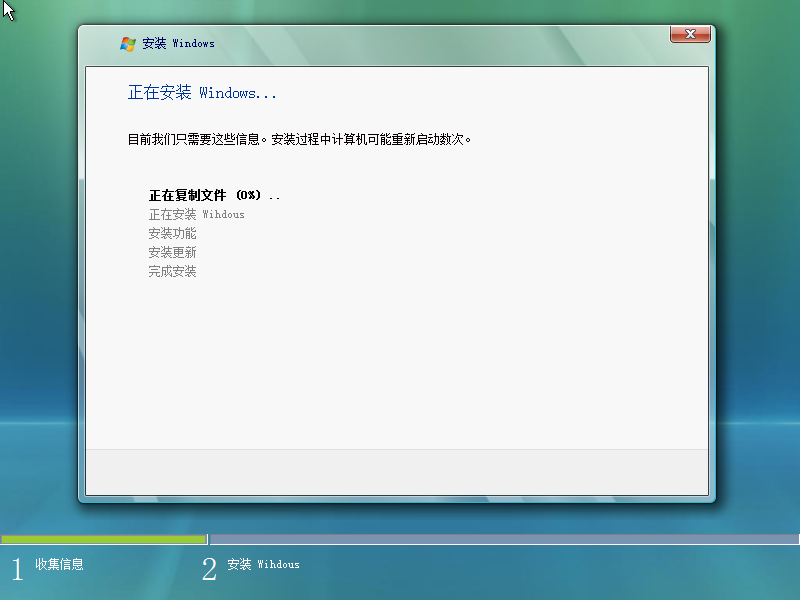 安装 Windows
正在安装 Windows...
目前我们只需要这些信息。安装过程中计算机可能重新启动数次。
正在复制文件 (0%) ..
正在安装 Wihdous
安装功能
安装更新
完成安装
1 收集信息
2 安装 Wihdous